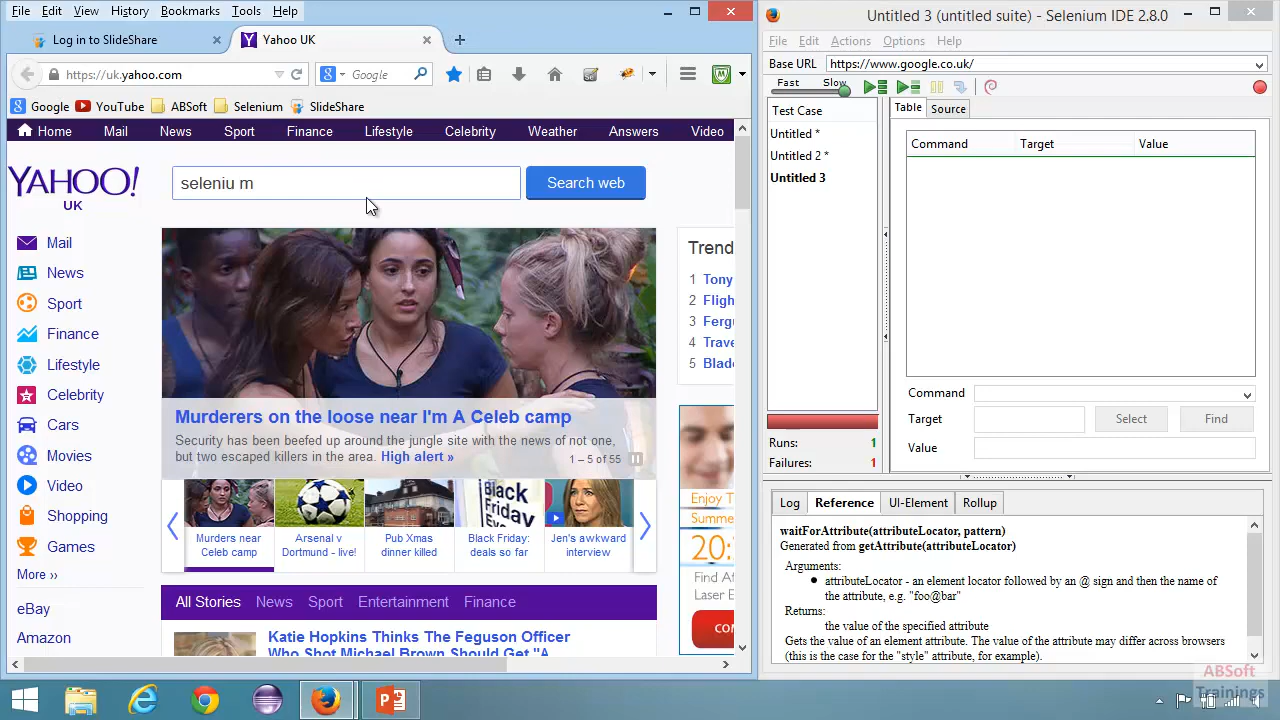 File Edit View History Bookmarks Tools Help
Log in to SlideShare
Yahoo UK
https://uk.yahoo.com
Google
Google YouTube ABSoft Selenium SlideShare
Home Mail News Sport Finance Lifestyle Celebrity Weather Answers Video
YAHOO!
UK
seleniu m
Search web
Mail
News
Sport
Finance
Lifestyle
Celebrity
Cars
Movies
Video
Shopping
Games
More ››
eBay
Amazon
Murderers on the loose near I'm A Celeb camp
Security has been beefed up around the jungle site with the news of not one,
but two escaped killers in the area. High alert »
1 – 5 of 55
Murders near
Celeb camp
Arsenal v
Dortmund - live!
Pub Xmas
dinner killed
Black
Friday
Black Friday:
deals so far
Jen's awkward
interview
All Stories News Sport Entertainment Finance
Katie Hopkins Thinks The Feguson Officer
Who Shot Michael Brown Should Get "A
Trend
1 Tony
2 Fligh
3 Ferg
4 Trave
5 Blade
Enjoy T
Summe
20:
Find Af
Laser E
CO
Untitled 3 (untitled suite) - Selenium IDE 2.8.0
File Edit Actions Options Help
Base URL https://www.google.co.uk/
Fast Slow
Test Case
Untitled *
Untitled 2 *
Untitled 3
Runs: 1
Failures: 1
Table Source
Command Target Value
Command
Target Select Find
Value
Log Reference UI-Element Rollup
waitForAttribute(attributeLocator, pattern)
Generated from getAttribute(attributeLocator)
Arguments:
attributeLocator - an element locator followed by an @ sign and then the name of
the attribute, e.g. "foo@bar"
Returns:
the value of the specified attribute
Gets the value of an element attribute. The value of the attribute may differ across browsers
(this is the case for the "style" attribute, for example).
ABSoft
Trainings